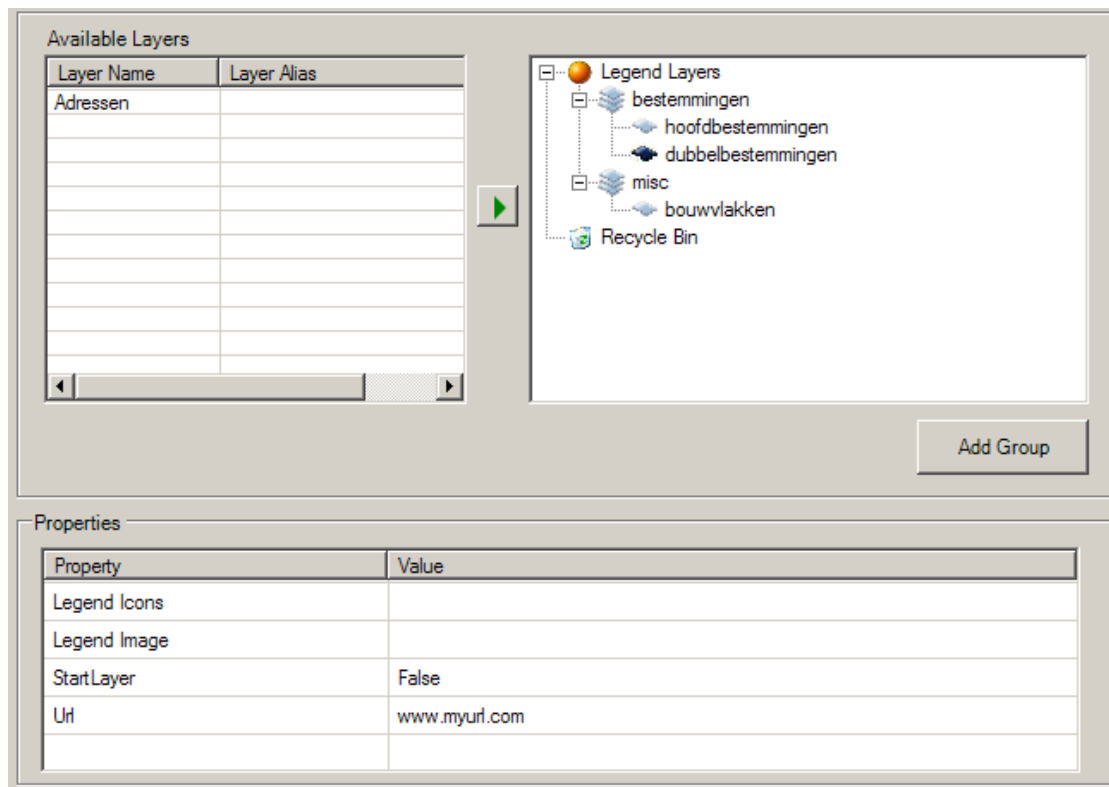 Available Layers
Layer Name Layer Alias
Adressen
Legend Layers
bestemmingen
hoofdbestemmingen
dubbelbestemmingen
misc
bouwvlakken
Recycle Bin
Add Group
Properties
Property Value
Legend Icons
Legend Image
StartLayer False
Url www.myurl.com